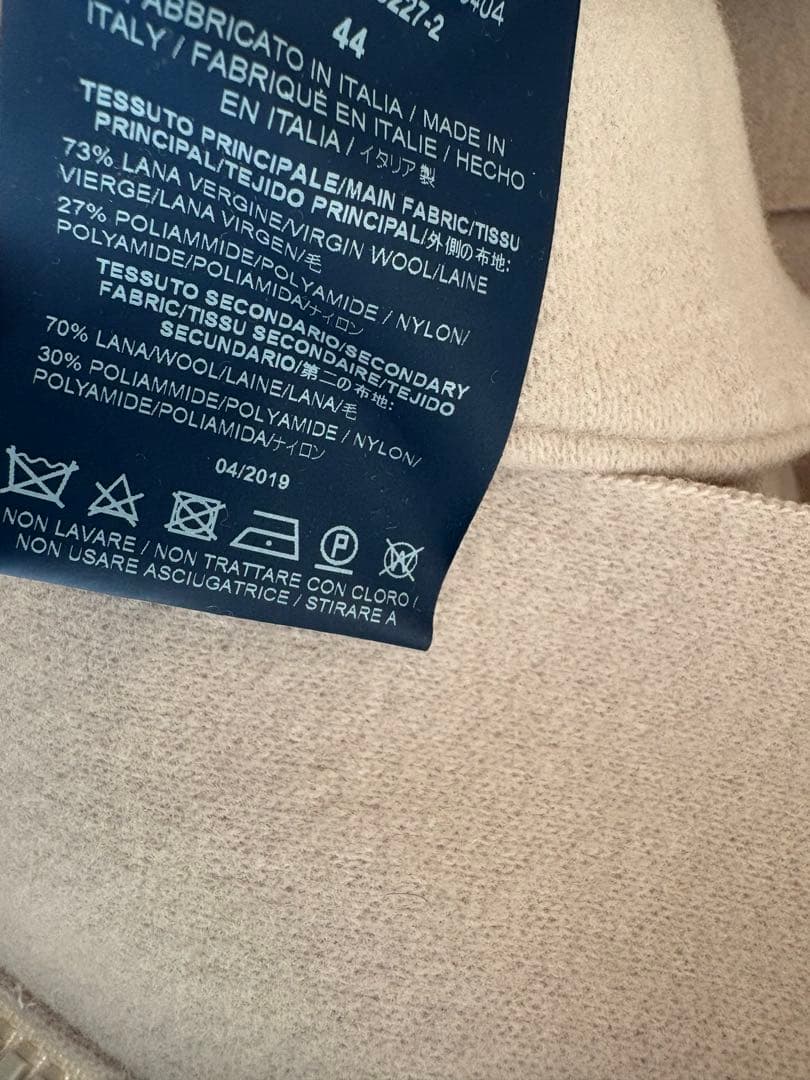 44
FABBRICATO IN ITALIA / MADE IN
ITALY / FABRIQUÉ EN ITALIE / HECHO
EN ITALIA / イタリア製
TESSUTO PRINCIPALE/MAIN FABRIC/TISSU
PRINCIPAL/TEJIDO PRINCIPAL/外側の布地:
73% LANA VERGINE/VIRGIN WOOL/LAINE
VIERGE/LANA VIRGEN/毛
27% POLIAMMIDE/POLYAMIDE / NYLON/
POLYAMIDE/POLIAMIDA/ナイロン
TESSUTO SECONDARIO/SECONDARY
FABRIC/TISSU SECONDAIRE/TEJIDO
SECUNDARIO/第二の布地:
70% LANA/WOOL/LAINE/LANA/毛
30% POLIAMMIDE/POLYAMIDE / NYLON/
POLYAMIDE/POLIAMIDA/ナイロン
04/2019
P W
NON LAVARE / NON TRATTARE CON CLORO /
NON USARE ASCIUGATRICE / STIRARE A